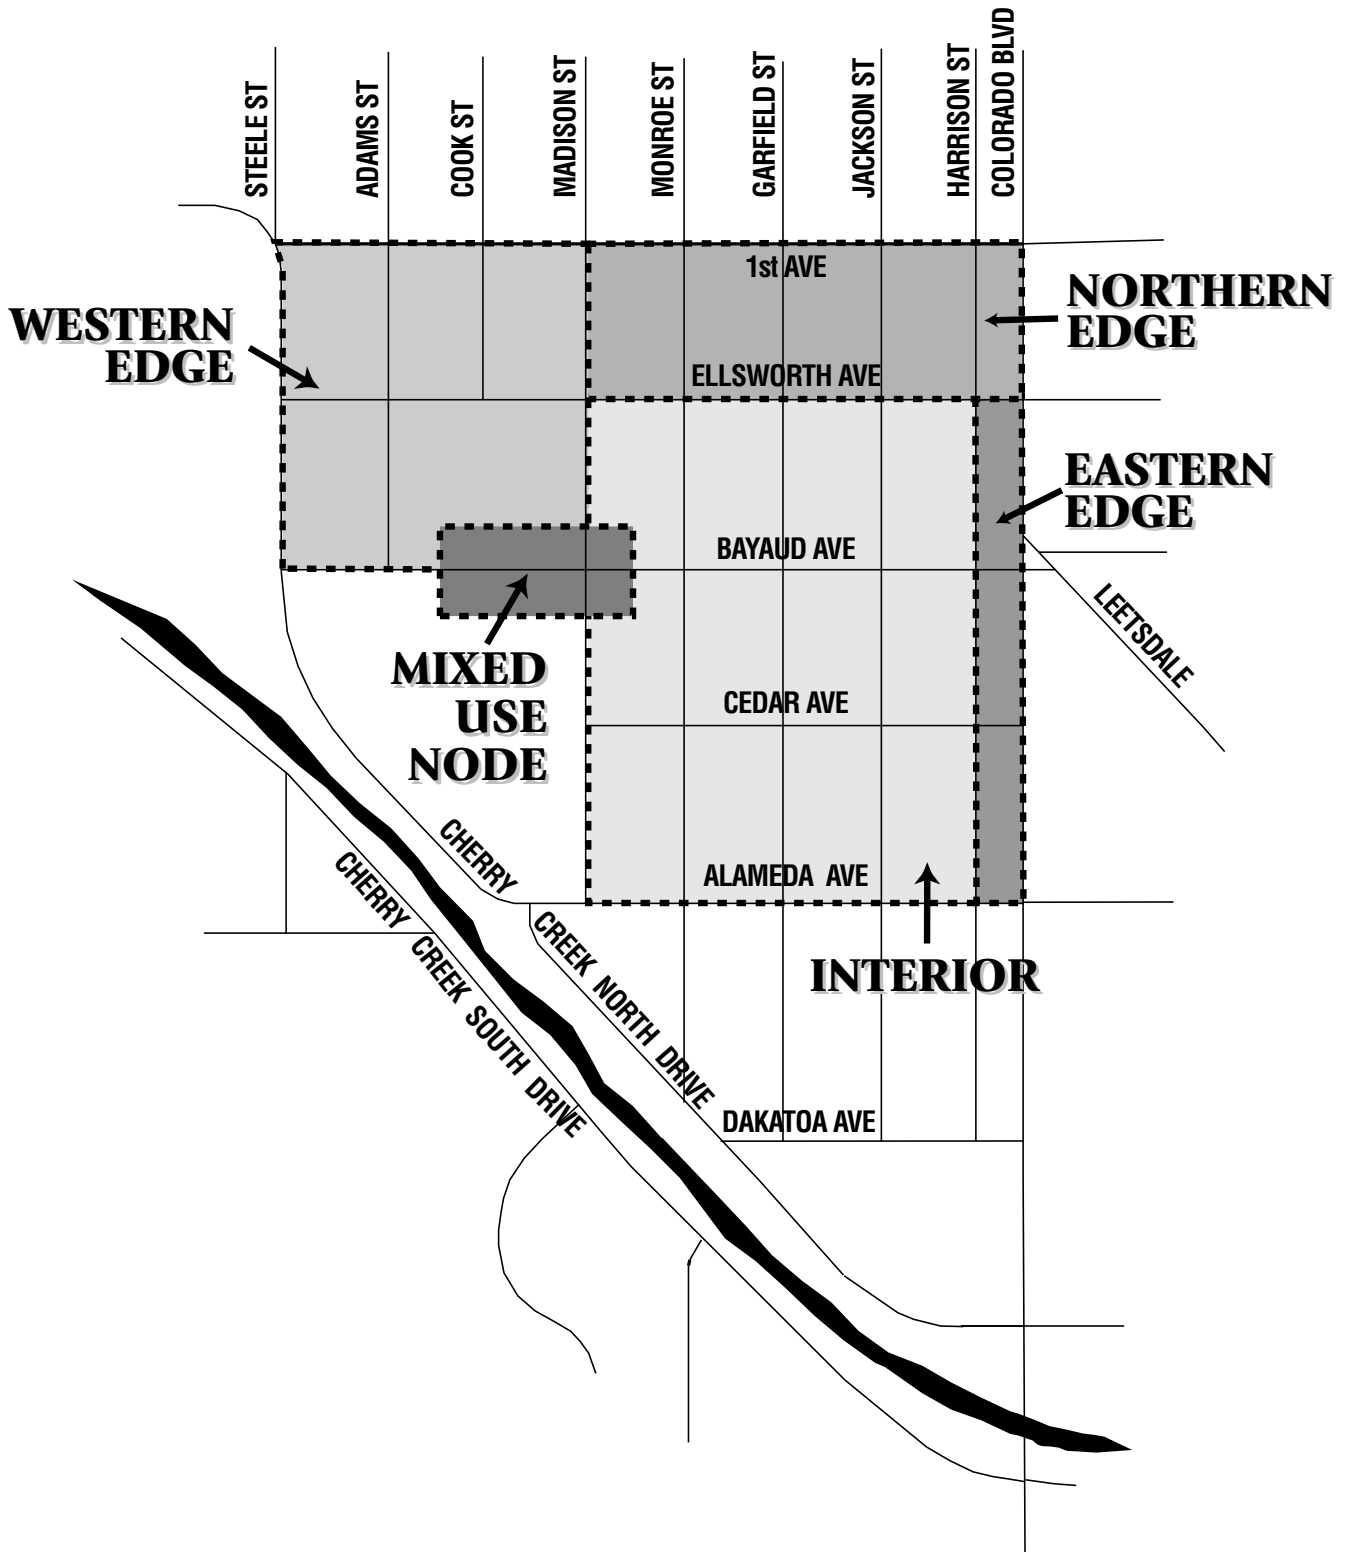 STEELE ST
ADAMS ST
COOK ST
MADISON ST
MONROE ST
GARFIELD ST
JACKSON ST
HARRISON ST
COLORADO BLVD
1st AVE
NORTHERN
EDGE
WESTERN
EDGE
ELLSWORTH AVE
EASTERN
EDGE
BAYAUD AVE
LEETSDALE
MIXED
USE
NODE
CEDAR AVE
CHERRY
CREEK NORTH DRIVE
ALAMEDA AVE
CHERRY CREEK SOUTH DRIVE
INTERIOR
DAKATOA AVE